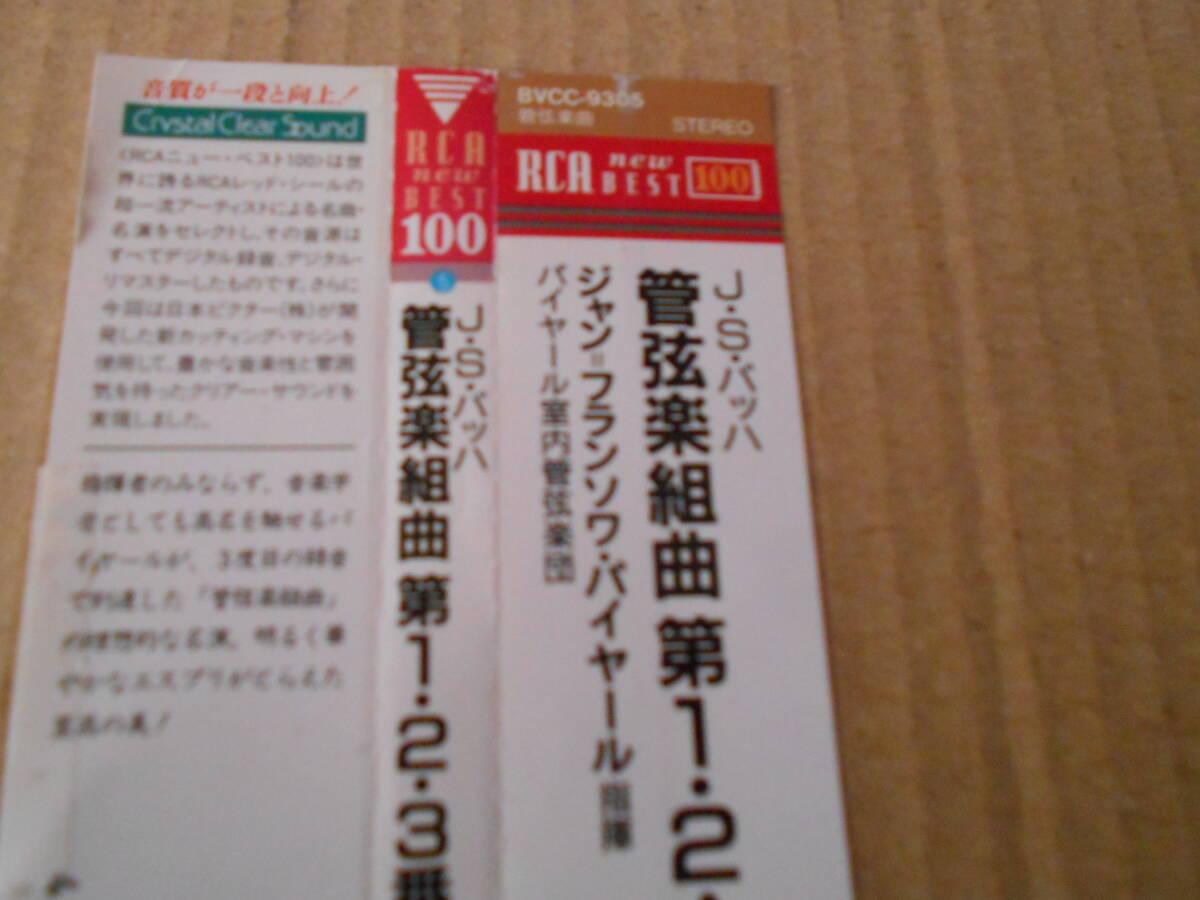 音質が一段と向上!
Crystal Clear Sound
〈RCAニュー・ベスト100〉は世
界に誇るRCAレッド・シールの
超一流アーティストによる名曲・
名演をセレクトし、その音源は
すべてデジタル録音、デジタル・
リマスターしたものです。さらに
今回は日本ビクター(株)が開
発した新カッティング・マシンを
使用して、豊かな音楽性と雰囲
気を持ったクリアー・サウンドを
実現しました。
指揮者のみならず、音楽学
者としても高名を馳せるパ
イヤールが、3度目の録音
で到達した「管弦楽組曲」
の理想的な名演。明るく華
やかなエスプリがとらえた
至高の美!
RCA
new
BEST
100
5
J・S・バッハ
管弦楽組曲 第1・2・3番
BVCC-9305
管弦楽曲
STEREO
RCA new BEST 100
J・S・バッハ
管弦楽組曲 第1・2・
ジャン=フランソワ・パイヤール 指揮
パイヤール室内管弦楽団